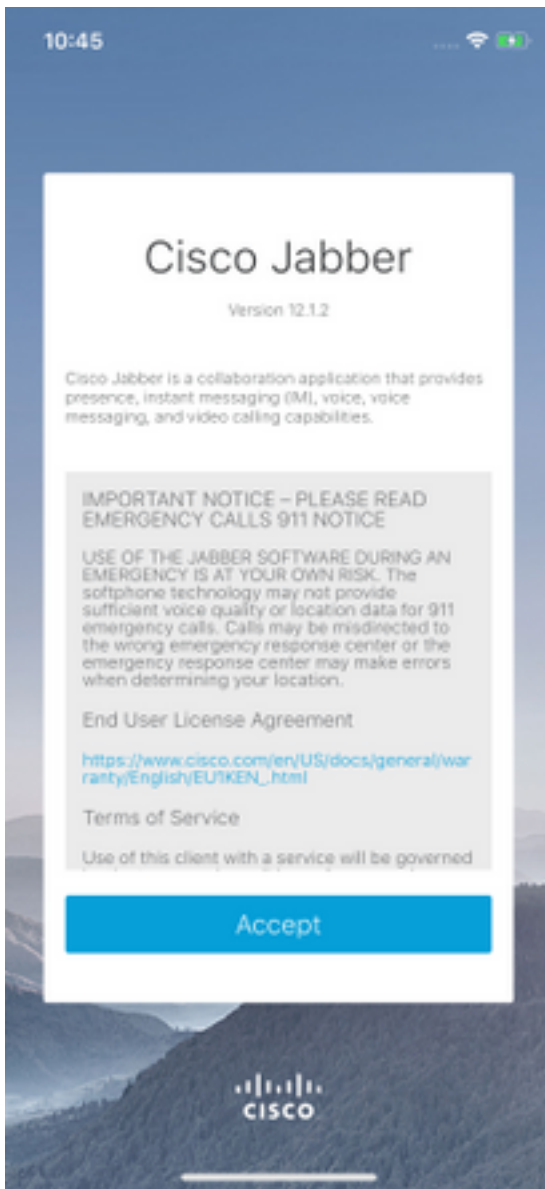 10:45
Cisco Jabber
Version 12.1.2
Cisco Jabber is a collaboration application that provides
presence, instant messaging (IM), voice, voice
messaging, and video calling capabilities.
IMPORTANT NOTICE – PLEASE READ
EMERGENCY CALLS 911 NOTICE
USE OF THE JABBER SOFTWARE DURING AN
EMERGENCY IS AT YOUR OWN RISK. The
softphone technology may not provide
sufficient voice quality or location data for 911
emergency calls. Calls may be misdirected to
the wrong emergency response center or the
emergency response center may make errors
when determining your location.
End User License Agreement
https://www.cisco.com/en/US/docs/general/war
ranty/English/EU1KEN_.html
Terms of Service
Use of this client with a service will be governed
Accept
CISCO